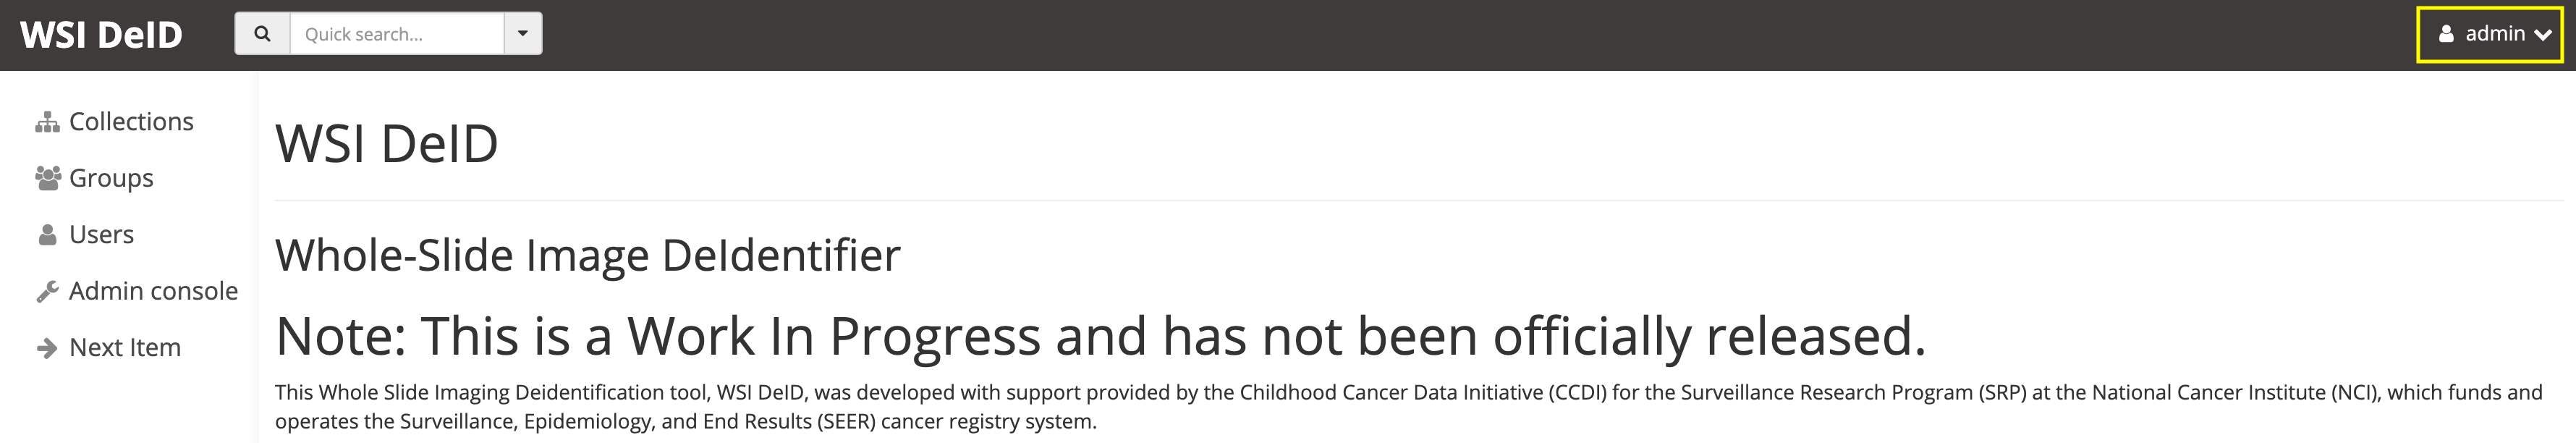 WSI DeID
Quick search...
admin
Collections
Groups
Users
Admin console
Next Item
WSI DeID
Whole-Slide Image DeIdentifier
Note: This is a Work In Progress and has not been officially released.
This Whole Slide Imaging Deidentification tool, WSI DeID, was developed with support provided by the Childhood Cancer Data Initiative (CCDI) for the Surveillance Research Program (SRP) at the National Cancer Institute (NCI), which funds and
operates the Surveillance, Epidemiology, and End Results (SEER) cancer registry system.